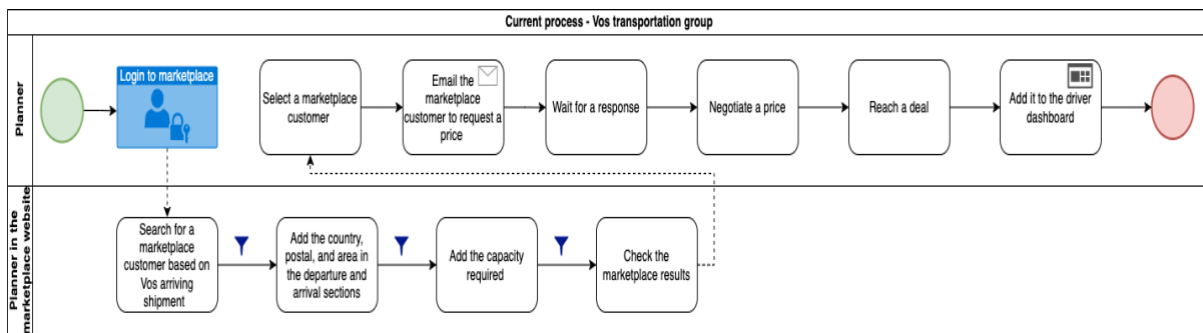 Current process - Vos transportation group
Planner
Login to marketplace
Select a marketplace
customer
Email the
marketplace
customer to request a
price
Wait for a response
Negotiate a price
Reach a deal
Add it to the driver
dashboard
Planner in the
marketplace website
Search for a
marketplace
customer based on
Vos arriving
shipment
Add the country,
postal, and area in
the departure and
arrival sections
Add the capacity
required
Check the
marketplace results